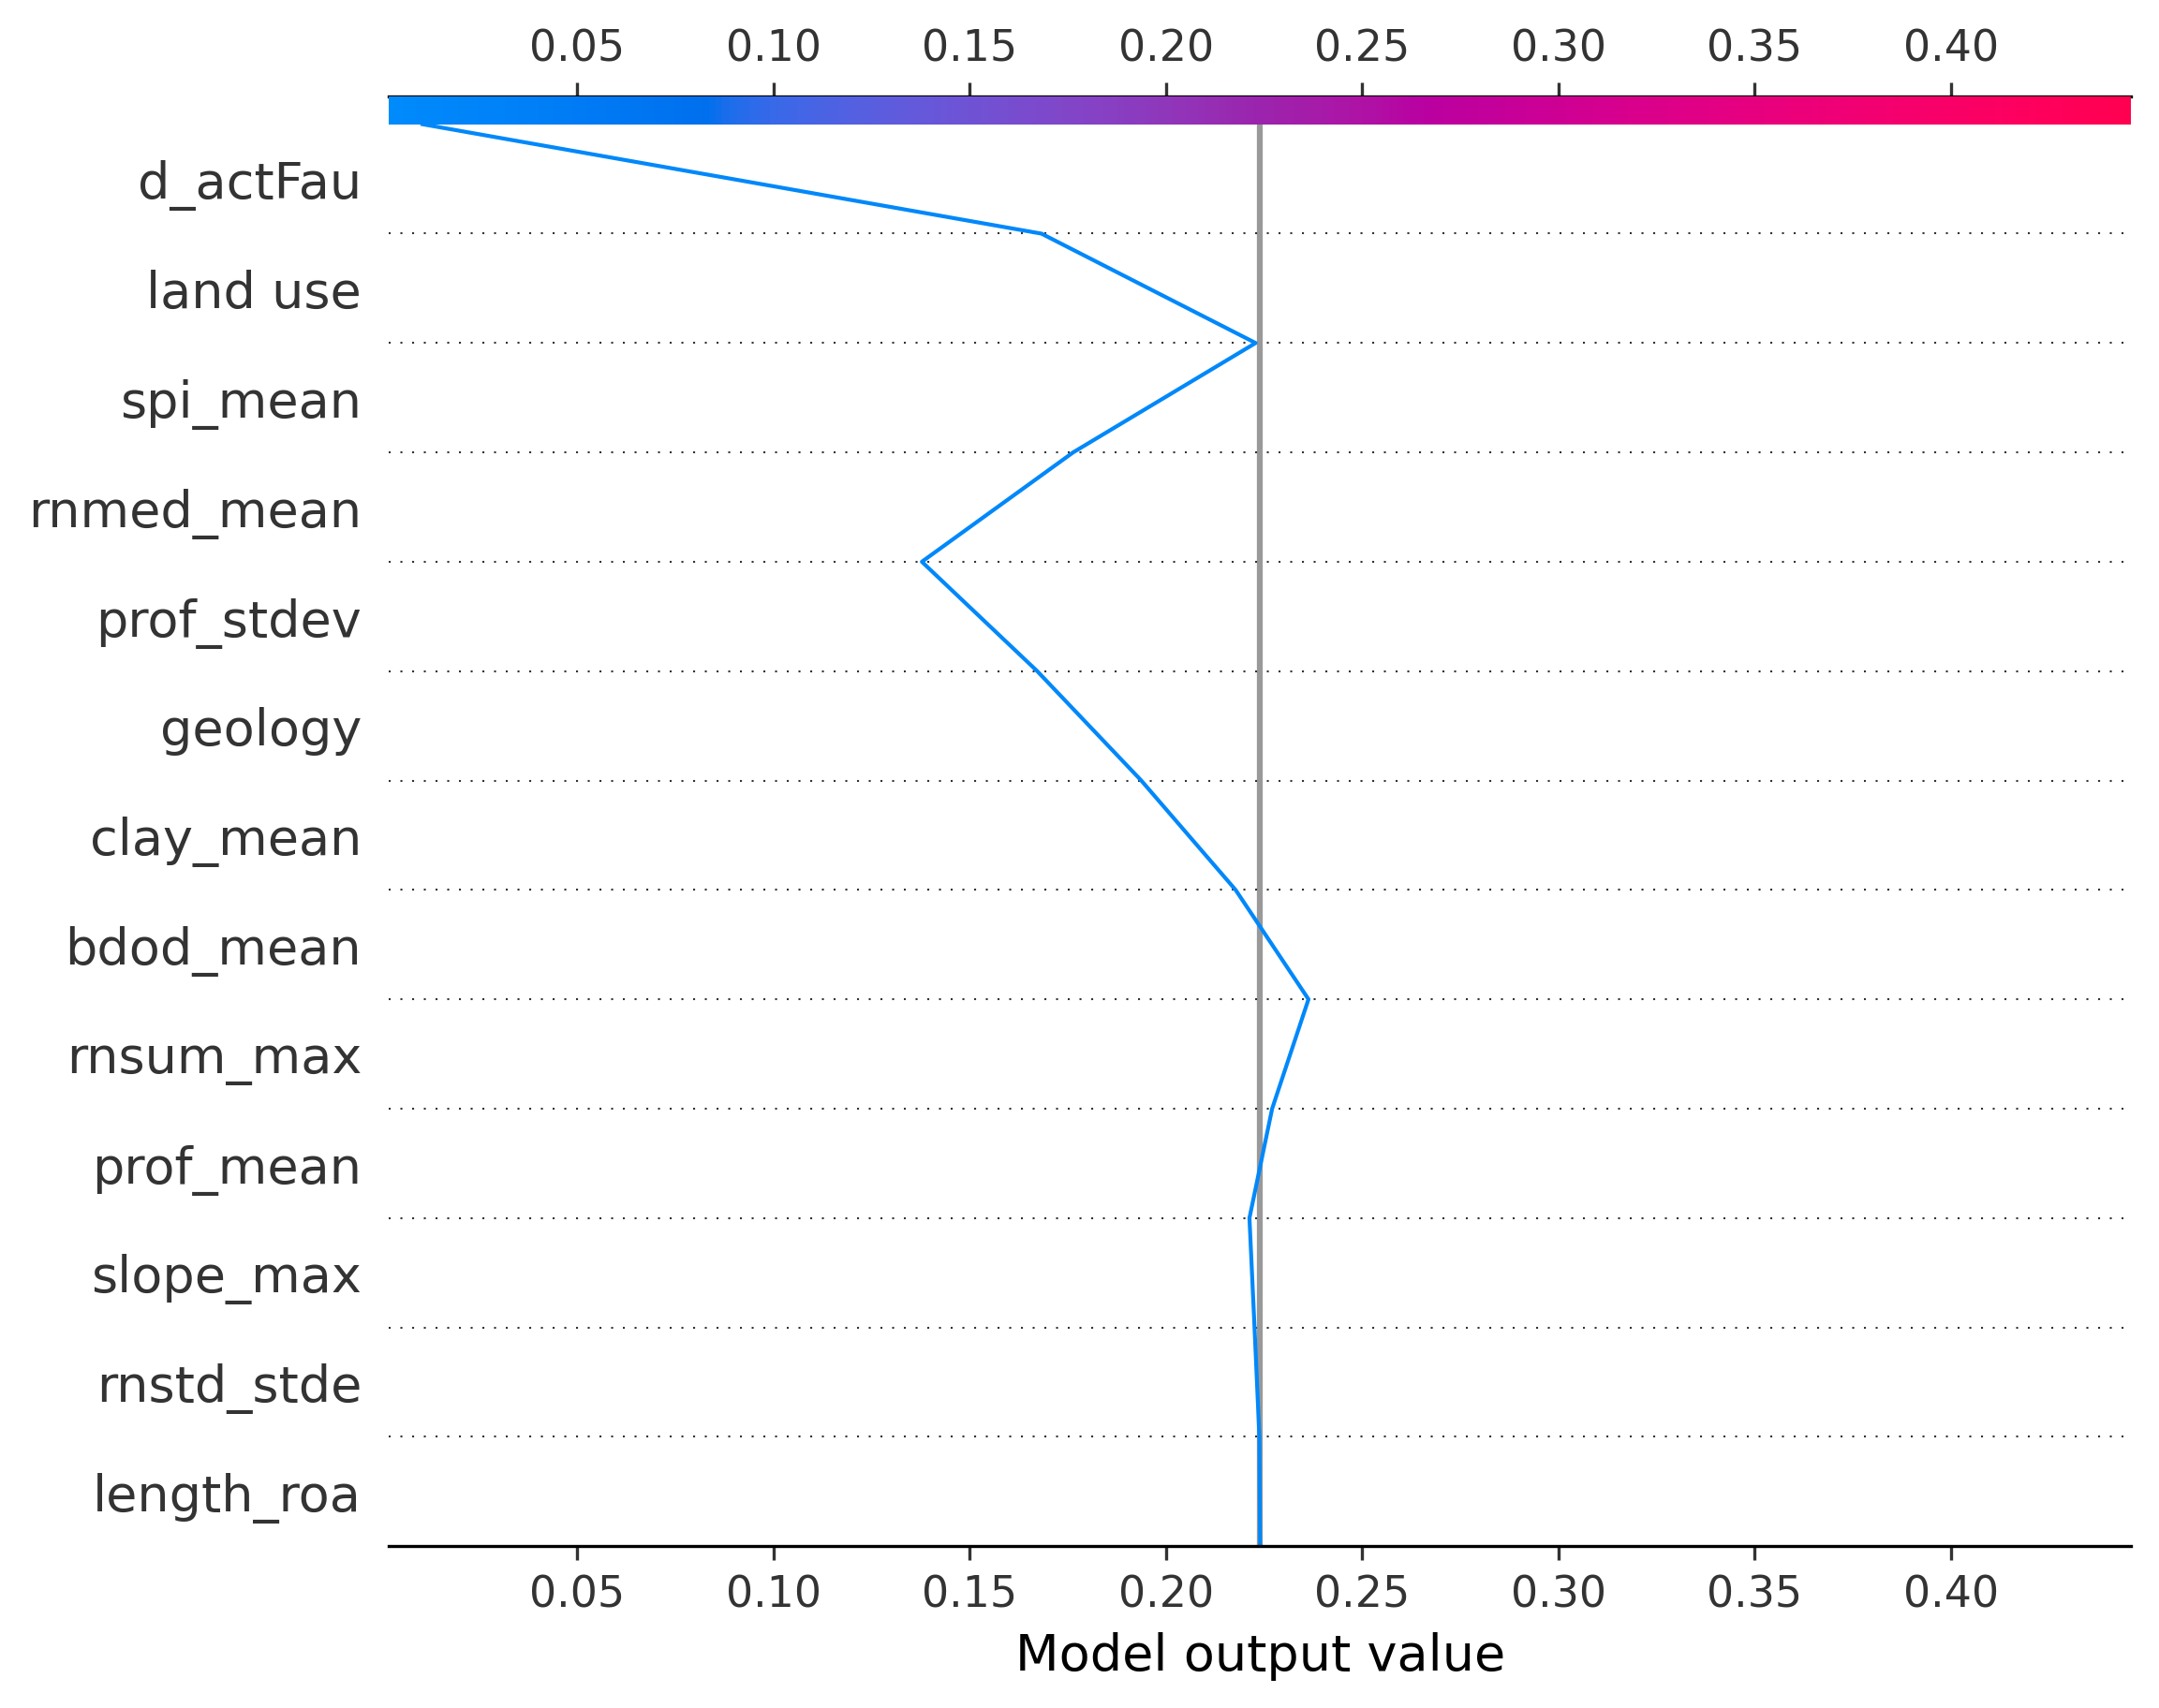 0.05 0.10 0.15 0.20 0.25 0.30 0.35 0.40
d_actFau
land use
spi_mean
rnmed_mean
prof_stdev
geology
clay_mean
bdod_mean
rnsum_max
prof_mean
slope_max
rnstd_stde
length_roa
0.05 0.10 0.15 0.20 0.25 0.30 0.35 0.40
Model output value